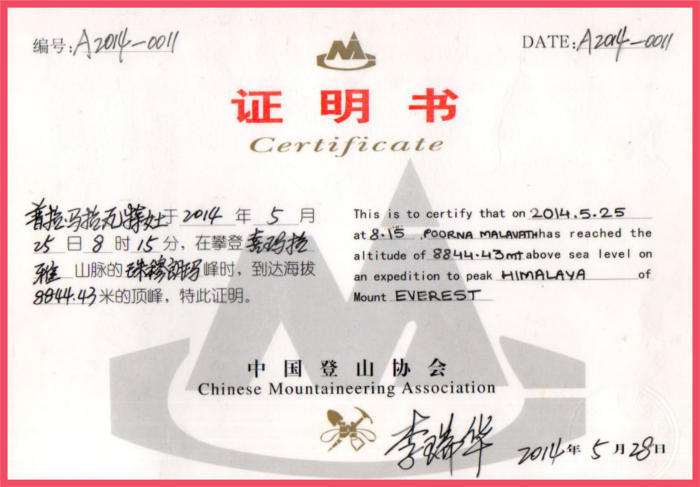 编号:A2014-0011
DATE:A2014-0011
证明书
Certificate
普拉·马拉瓦特 于 2014 年 5 月
25 日 8 时 15 分，在攀登 喜玛拉
雅 山脉的 珠穆朗玛 峰时，到达海拔
8844.43 米的顶峰，特此证明。
This is to certify that on 2014.5.25
at 8.15 POORNA MALAVATH has reached the
altitude of 8844.43 mt above sea level on
an expedition to peak HIMALAYA of
Mount EVEREST
中国登山协会
Chinese Mountaineering Association
李瑞华
2014年 5 月 28 日